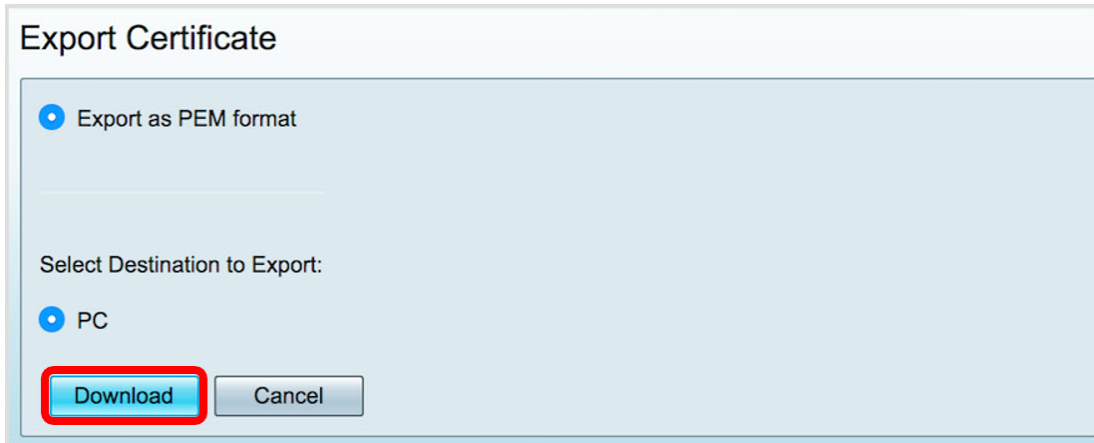 Export Certificate
Export as PEM format
Select Destination to Export:
PC
Download Cancel